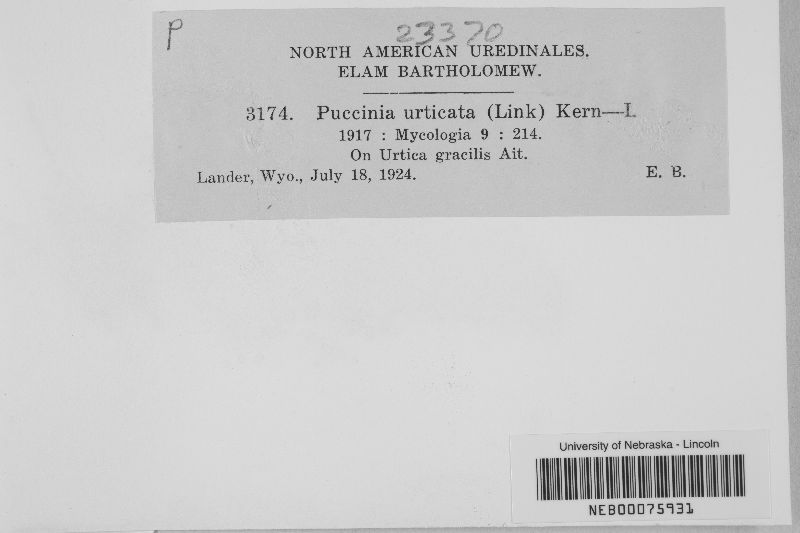 P
23370
NORTH AMERICAN UREDINALES.
ELAM BARTHOLOMEW.
3174. Puccinia urticata (Link) Kern—I.
1917 : Mycologia 9 : 214.
On Urtica gracilis Ait.
Lander, Wyo., July 18, 1924. E. B.
University of Nebraska - Lincoln
NEB00075931